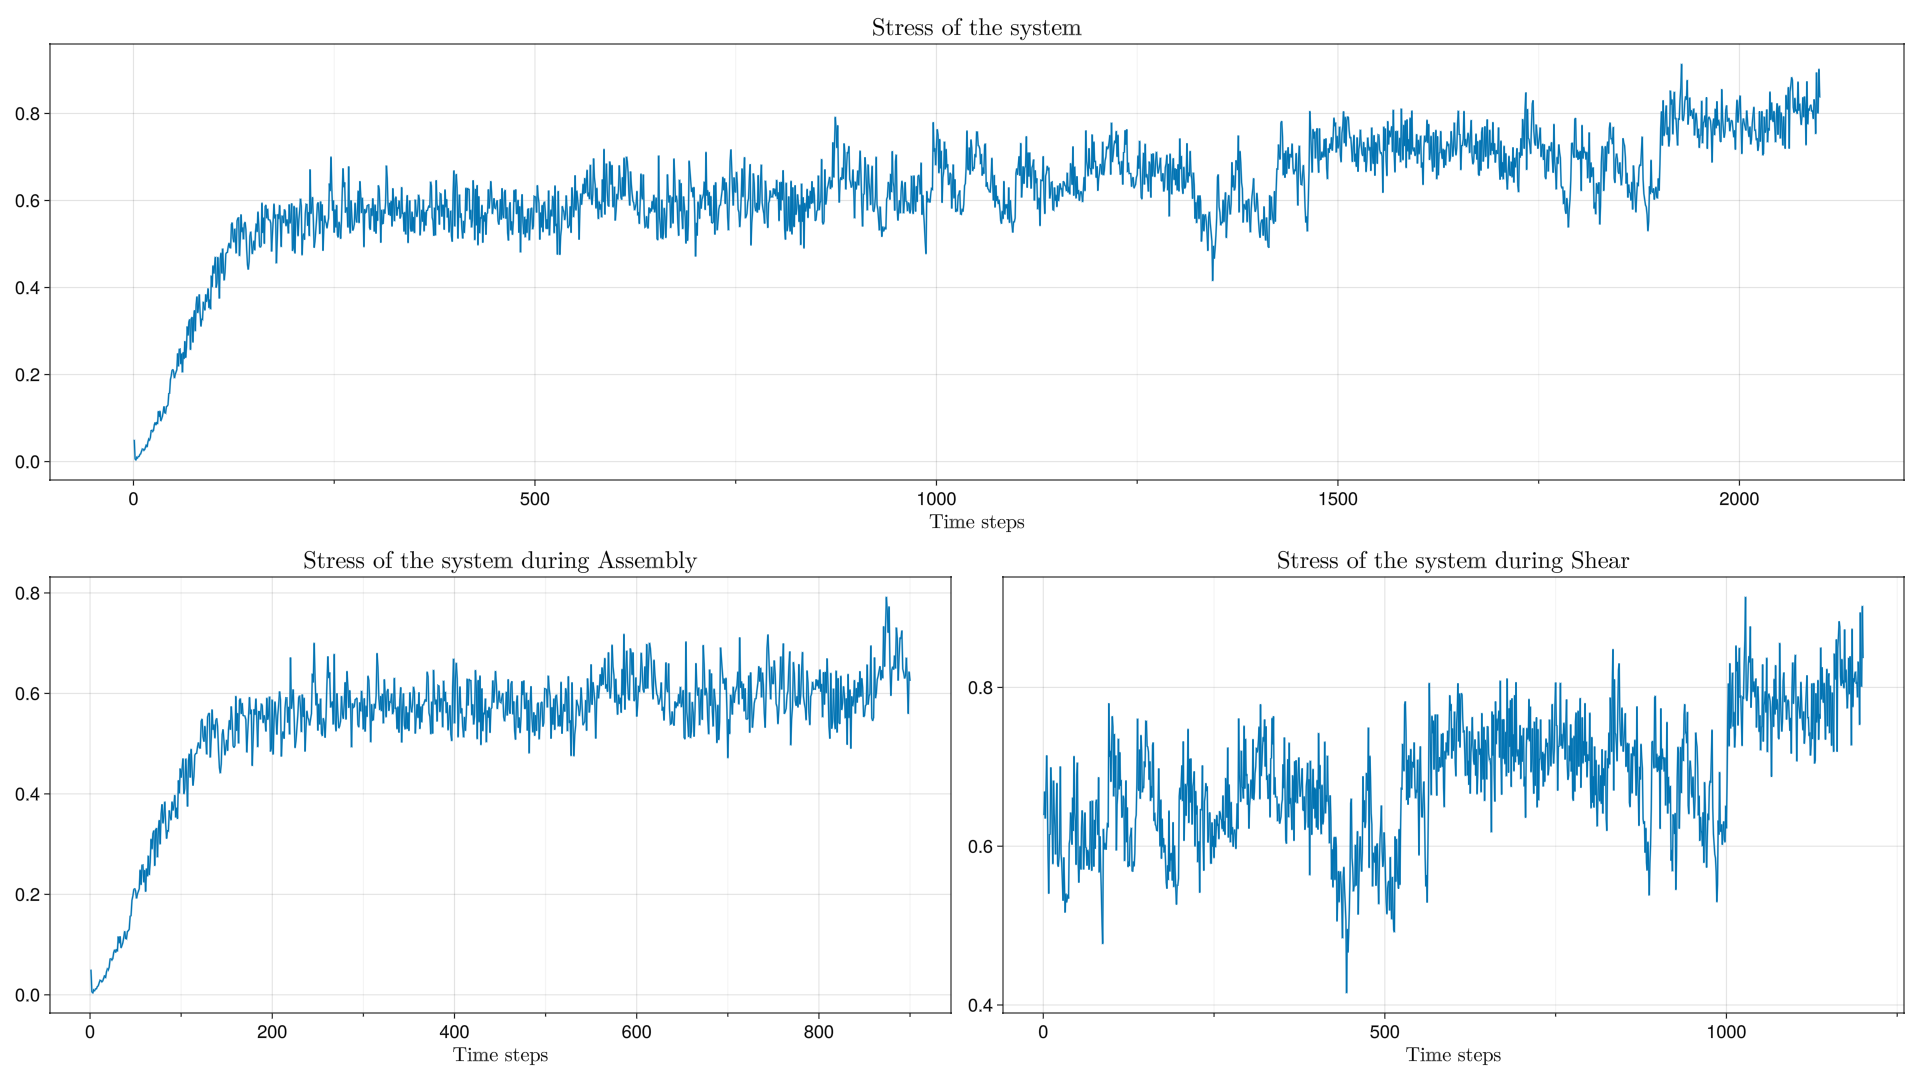 Stress of the system
0.8
0.6
0.4
0.2
0.0
0 500 1000 1500 2000
Time steps
Stress of the system during Assembly
0.8
0.6
0.4
0.2
0.0
0 200 400 600 800
Time steps
Stress of the system during Shear
0.8
0.6
0.4
0 500 1000
Time steps